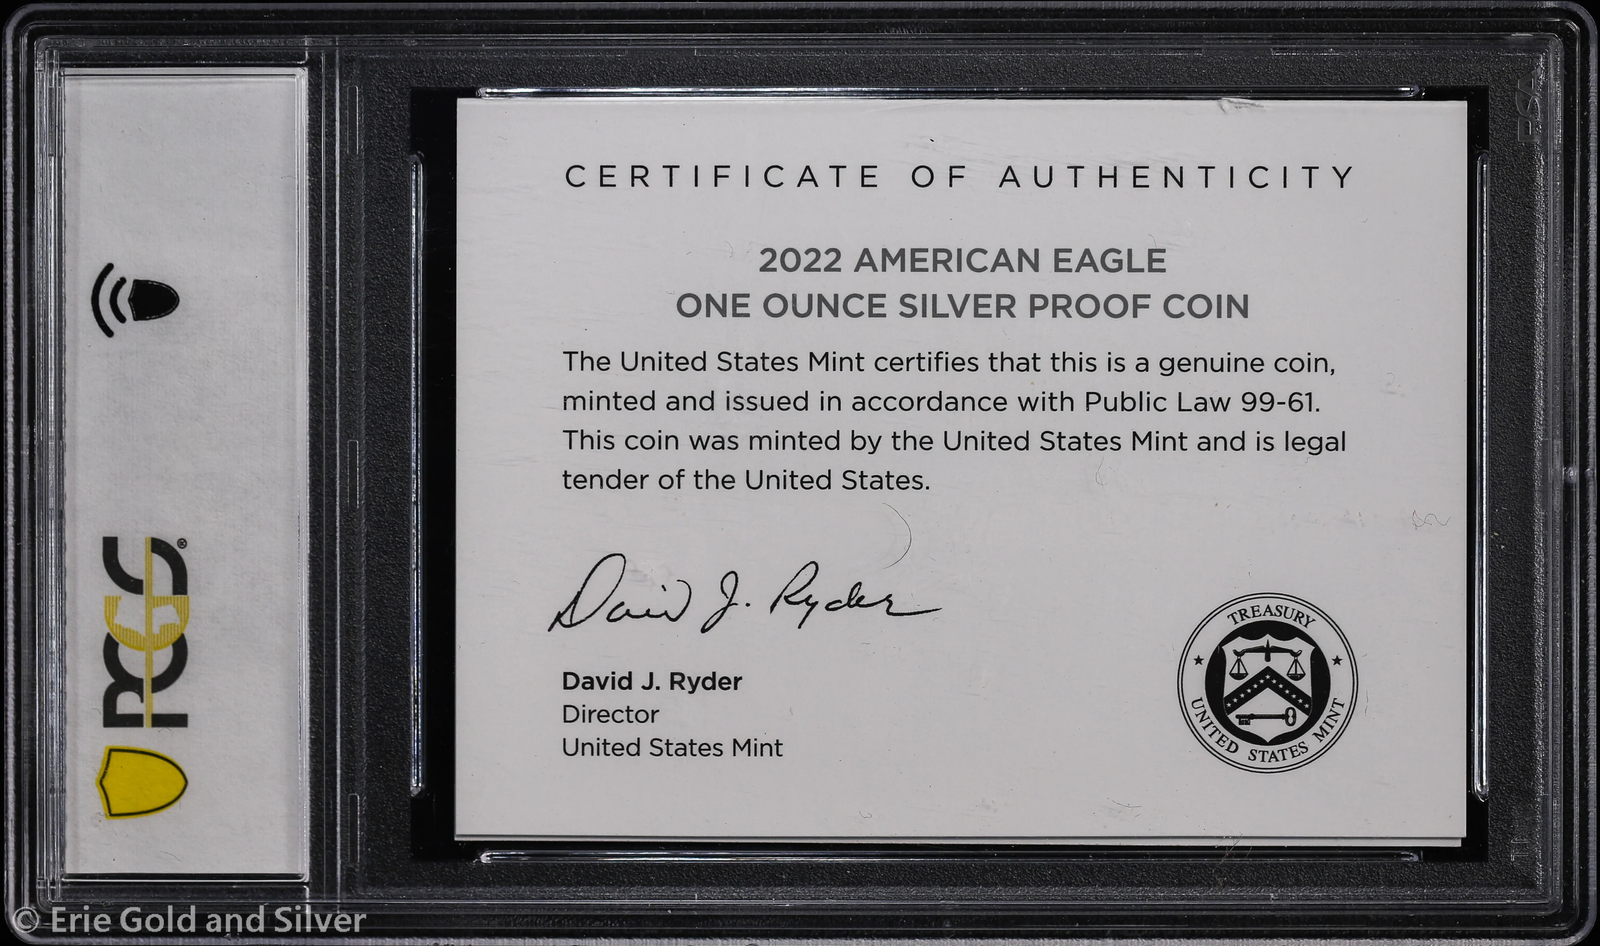 CERTIFICATE OF AUTHENTICITY
2022 AMERICAN EAGLE
ONE OUNCE SILVER PROOF COIN
The United States Mint certifies that this is a genuine coin,
minted and issued in accordance with Public Law 99-61.
This coin was minted by the United States Mint and is legal
tender of the United States.
David J. Ryder
David J. Ryder
Director
United States Mint
TREASURY
UNITED STATES MINT
PCGS®
PSA
© Erie Gold and Silver